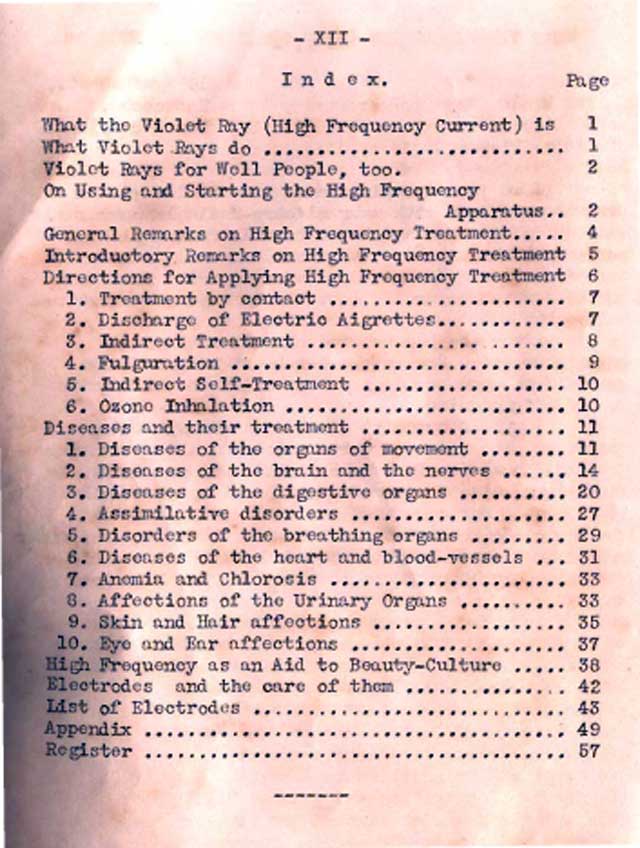 - XII -
Index. Page
What the Violet Ray (High Frequency Current) is 1
What Violet Rays do .............................. 1
Violet Rays for Well People, too. 2
On Using and Starting the High Frequency
Apparatus.. 2
General Remarks on High Frequency Treatment..... 4
Introductory Remarks on High Frequency Treatment 5
Directions for Applying High Frequency Treatment 6
1. Treatment by contact ...................... 7
2. Discharge of Electric Aigrettes............ 7
3. Indirect Treatment ........................ 8
4. Fulguration ............................... 9
5. Indirect Self-Treatment ................... 10
6. Ozone Inhalation .......................... 10
Diseases and their treatment .................... 11
1. Diseases of the organs of movement ........ 11
2. Diseases of the brain and the nerves ...... 14
3. Diseases of the digestive organs .......... 20
4. Assimilative disorders .................... 27
5. Disorders of the breathing organs ......... 29
6. Diseases of the heart and blood-vessels ... 31
7. Anemia and Chlorosis ...................... 33
8. Affections of the Urinary Organs .......... 33
9. Skin and Hair affections .................. 35
10. Eye and Ear affections .................... 37
High Frequency as an Aid to Beauty-Culture ..... 38
Electrodes and the care of them ................ 42
List of Electrodes ............................. 43
Appendix ....................................... 49
Register ....................................... 57
-------